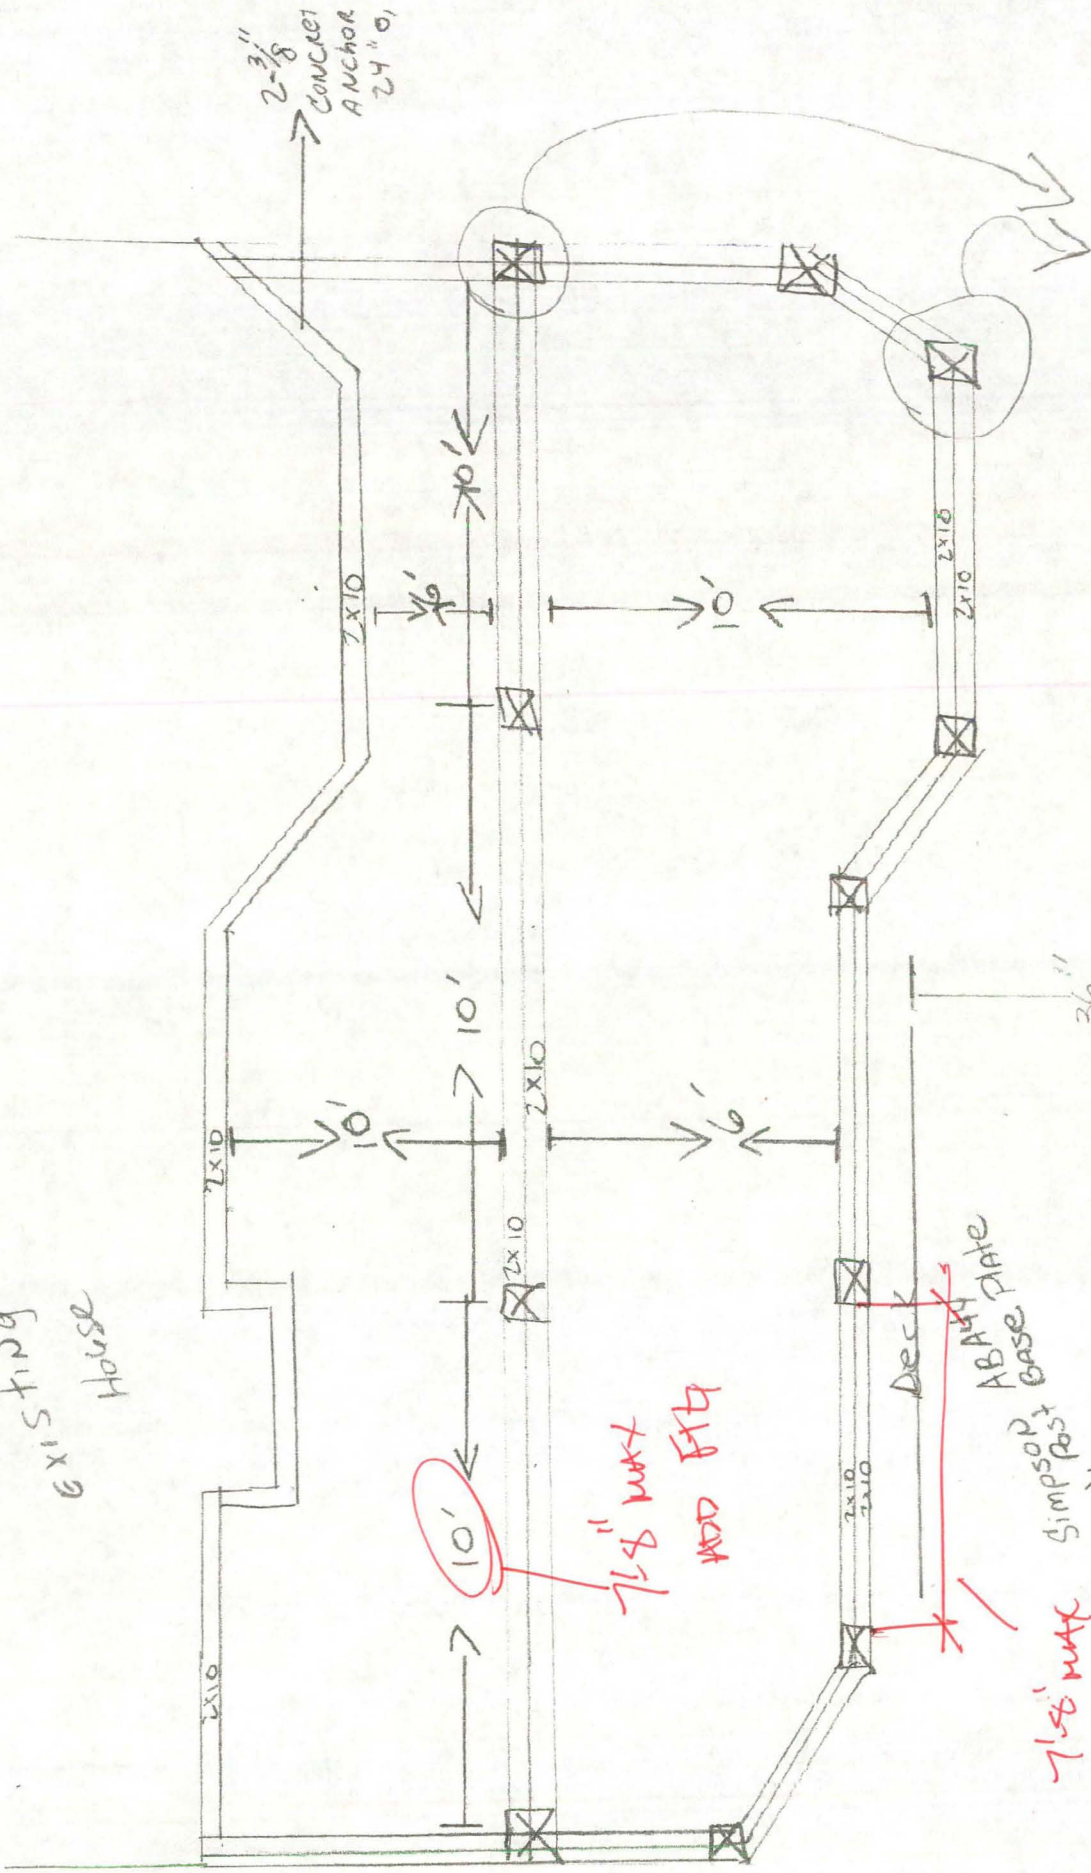 EXISTING
House
2-3/8"
CONCRET
ANCHOR
24" O,
2X10
2X10
2X10
10'
6'
10'
10'
10'
7'-8" MAX
ADD FTG
2X10
2X10
10'
6'
2X10
2X10
2X10
2X10
Deck
26"
7'-8" MAX
Simpson
Post
ABA44
BASE Plate